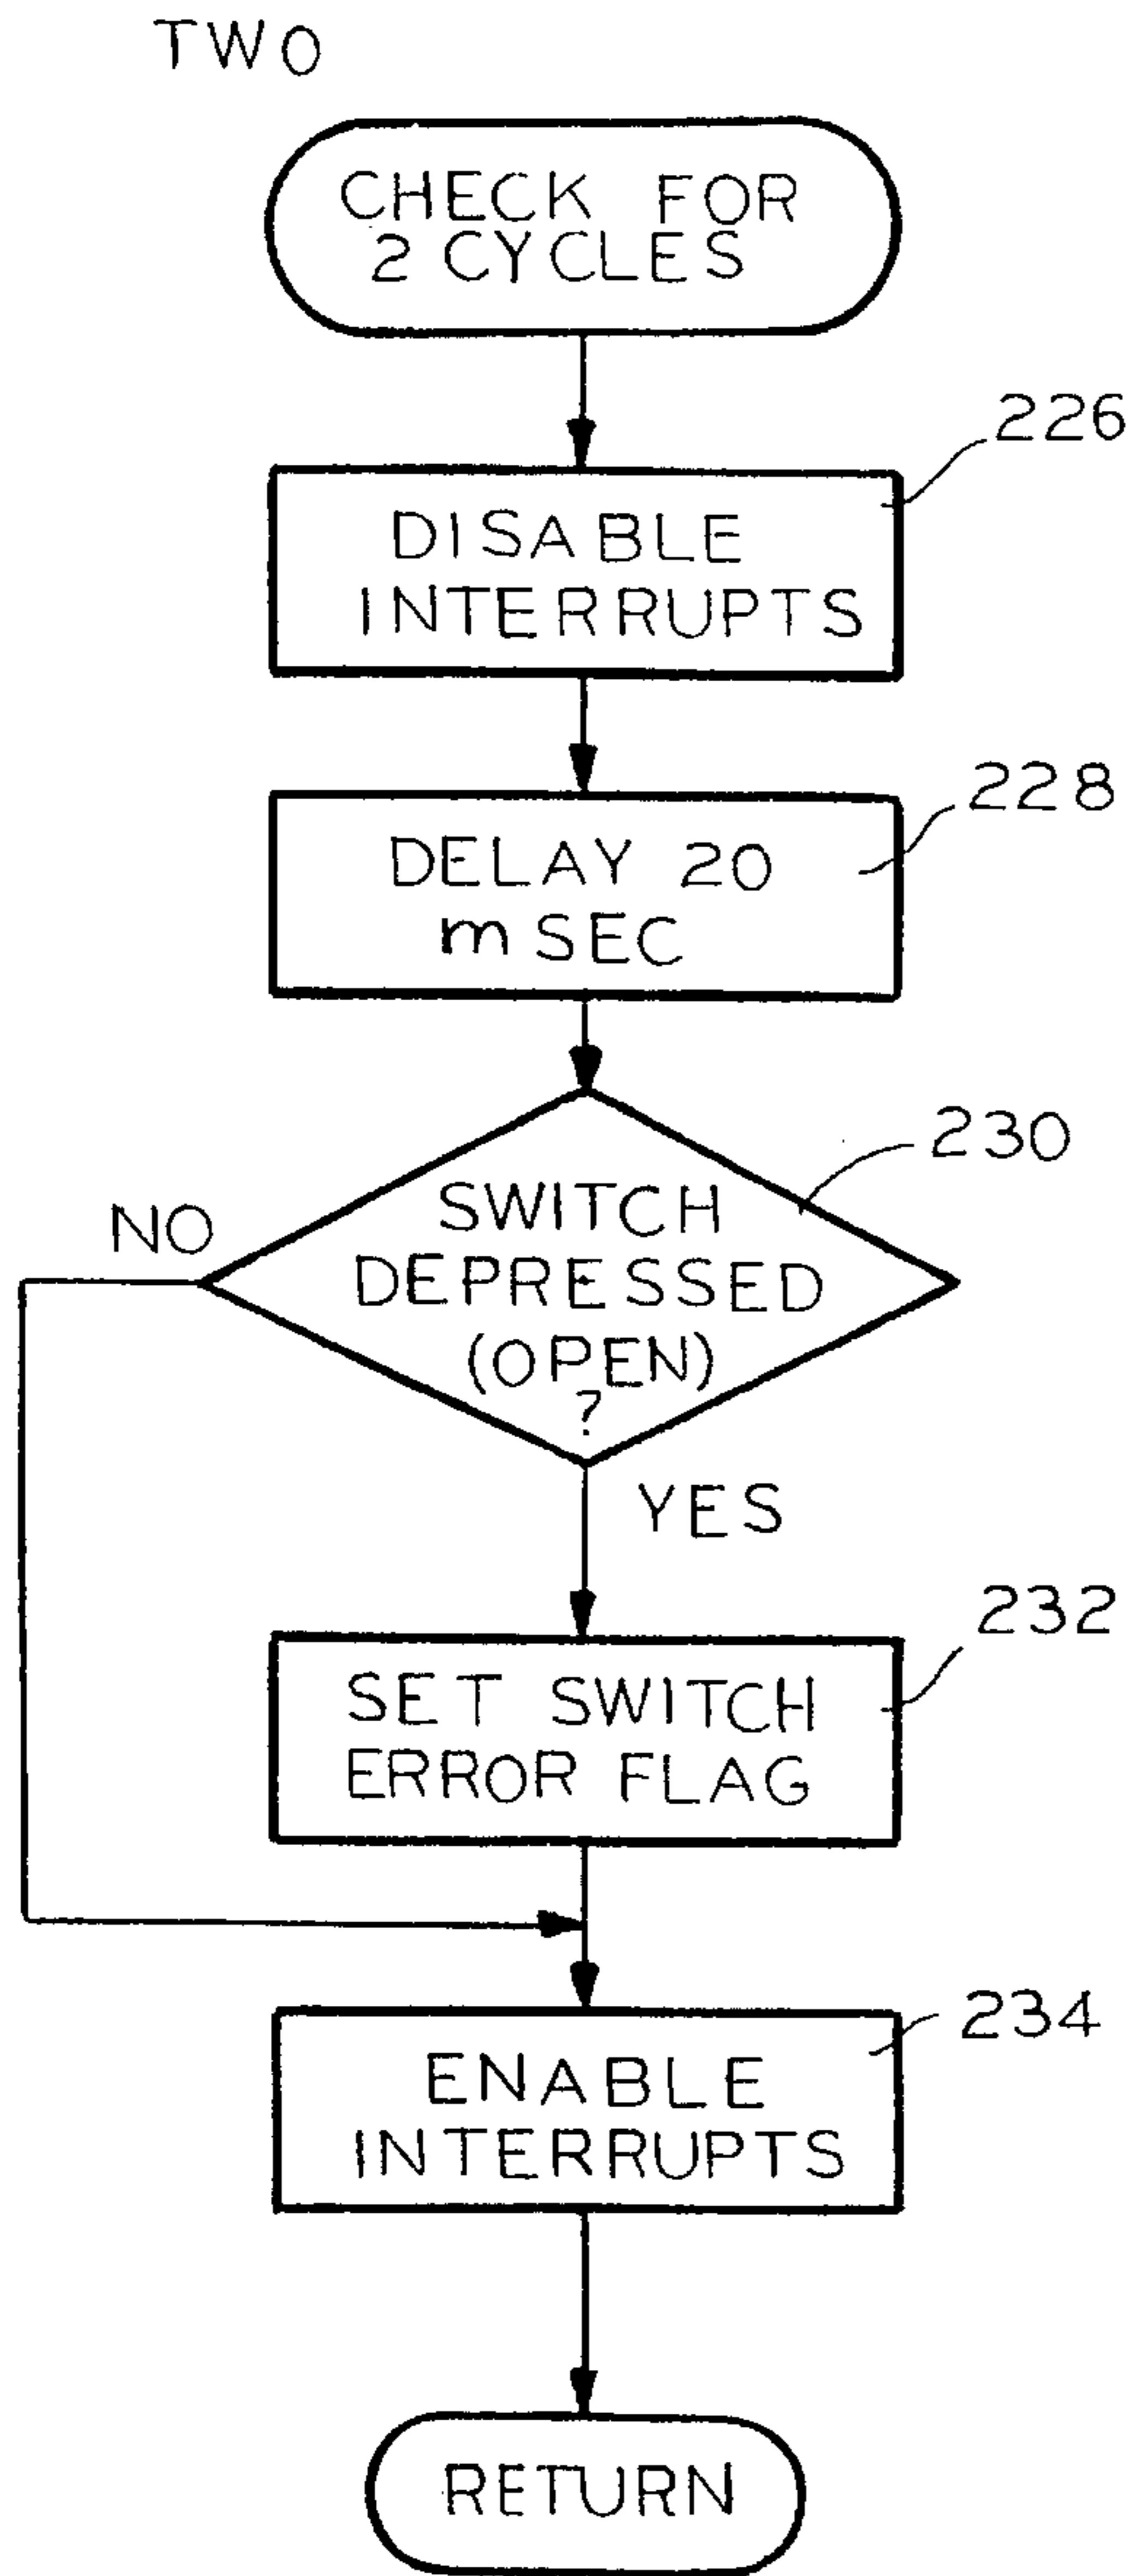 TWO
CHECK FOR
2 CYCLES
226
DISABLE
INTERRUPTS
228
DELAY 20
mSEC
230
NO
SWITCH
DEPRESSED
(OPEN)
?
YES
232
SET SWITCH
ERROR FLAG
234
ENABLE
INTERRUPTS
RETURN